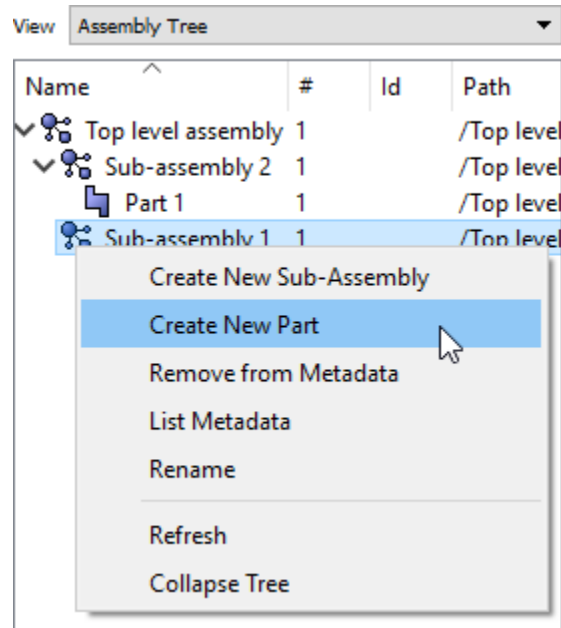 View Assembly Tree
Name # Id Path
Top level assembly 1 /Top level
Sub-assembly 2 1 /Top level
Part 1 1 /Top level
Sub-assembly 1 1 /Top level
Create New Sub-Assembly
Create New Part
Remove from Metadata
List Metadata
Rename
Refresh
Collapse Tree